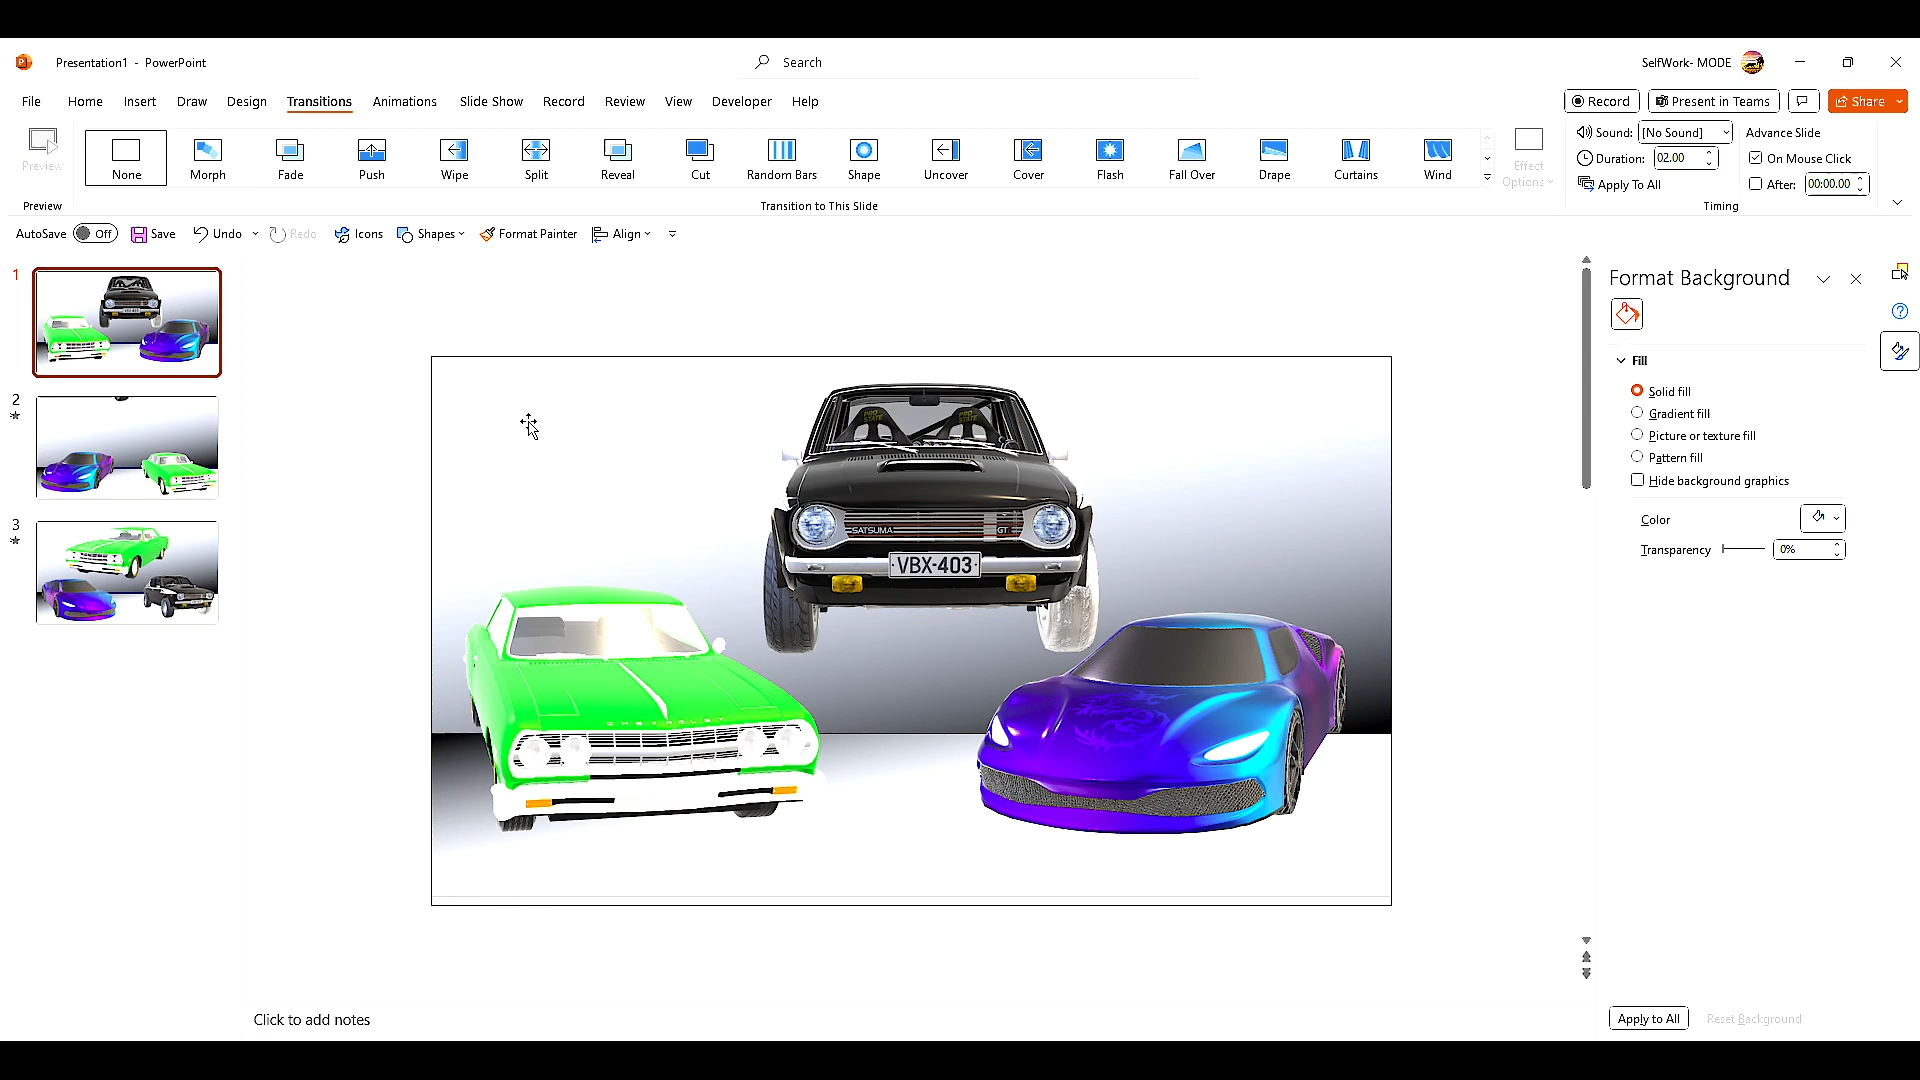 Presentation1 - PowerPoint
Search
SelfWork- MODE
File Home Insert Draw Design Transitions Animations Slide Show Record Review View Developer Help
Record Present in Teams Share
Preview None Morph Fade Push Wipe Split Reveal Cut Random Bars Shape Uncover Cover Flash Fall Over Drape Curtains Wind
Effect Options
Sound: [No Sound]
Duration: 02.00
Apply To All
Advance Slide
On Mouse Click
After: 00:00.00
Preview Transition to This Slide Timing
AutoSave Off Save Undo Redo Icons Shapes Format Painter Align
1
2
3
PRO STATE PRO STATE
SATSUMA GT
VBX-403
CHEVROLET
Format Background
Fill
Solid fill
Gradient fill
Picture or texture fill
Pattern fill
Hide background graphics
Color
Transparency 0%
Click to add notes
Apply to All Reset Background